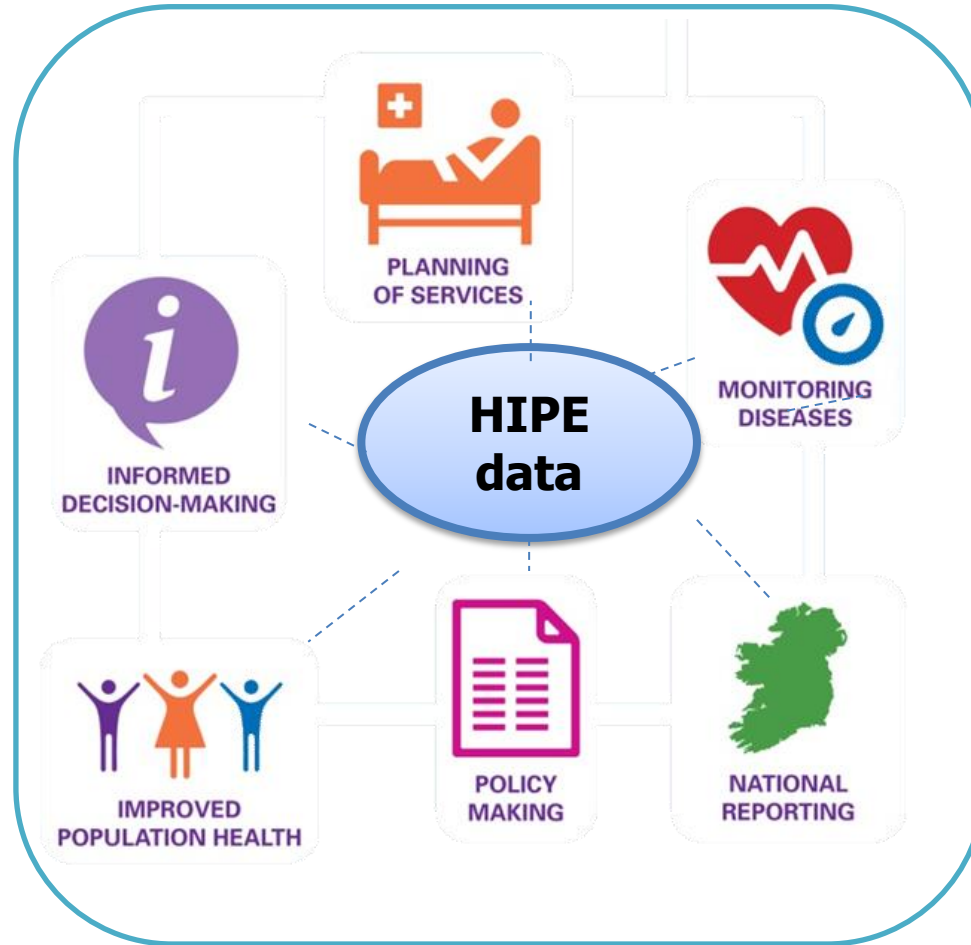 PLANNING
OF SERVICES
MONITORING
DISEASES
HIPE
data
i
INFORMED
DECISION-MAKING
IMPROVED
POPULATION HEALTH
POLICY
MAKING
NATIONAL
REPORTING